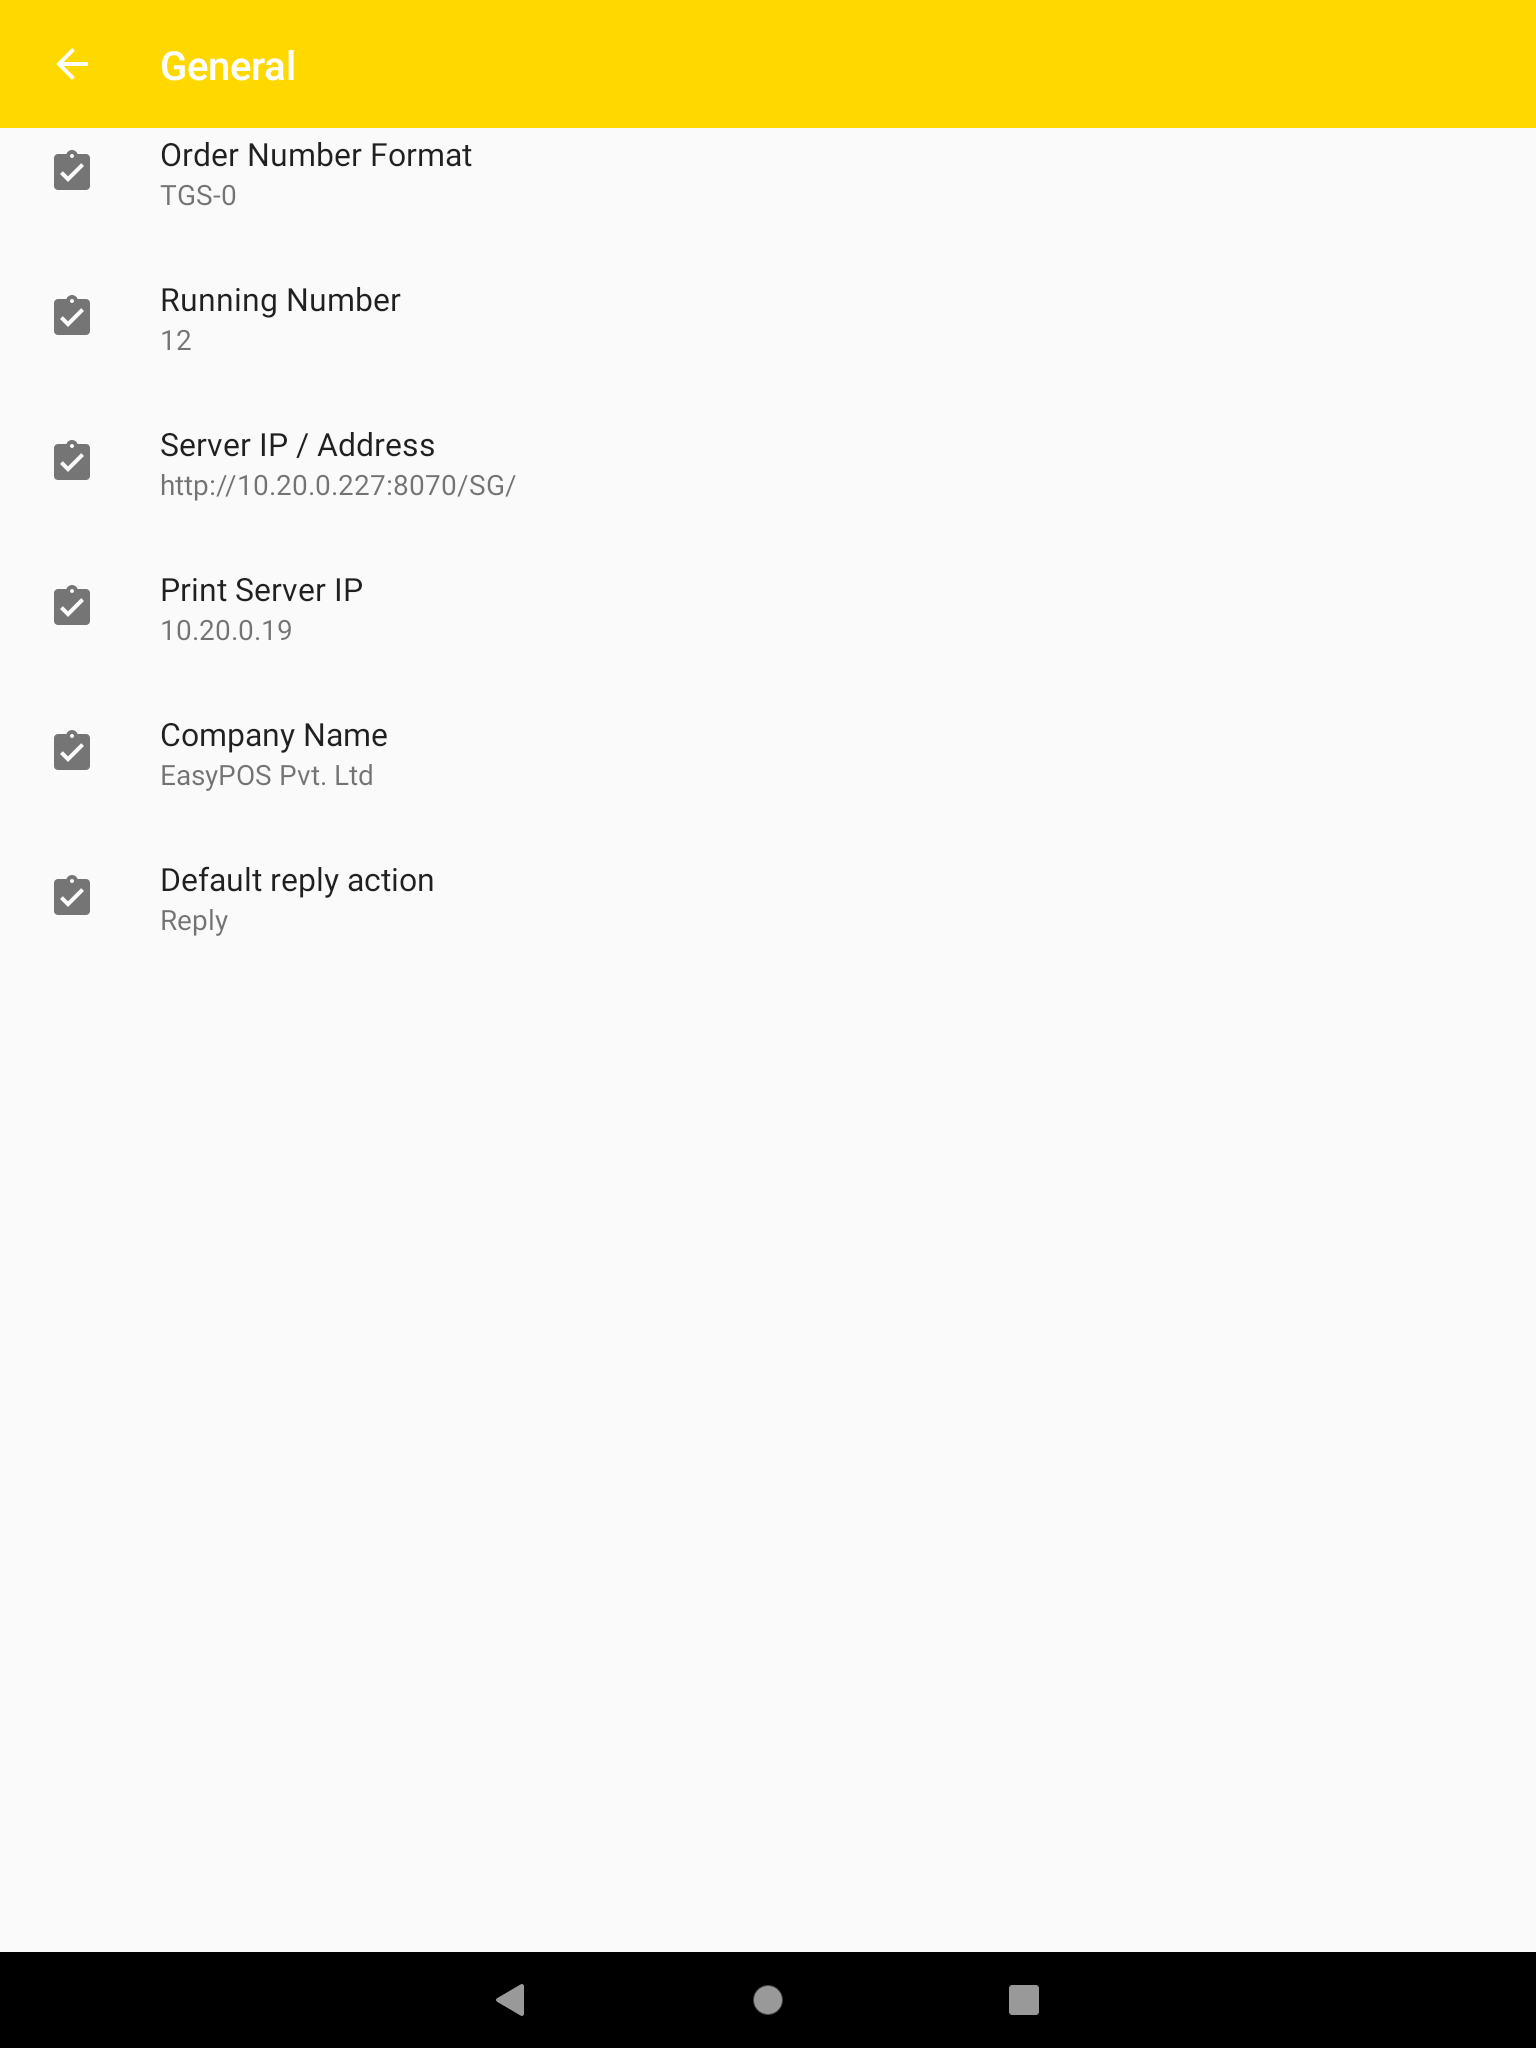 General
Order Number Format
TGS-0
Running Number
12
Server IP / Address
http://10.20.0.227:8070/SG/
Print Server IP
10.20.0.19
Company Name
EasyPOS Pvt. Ltd
Default reply action
Reply